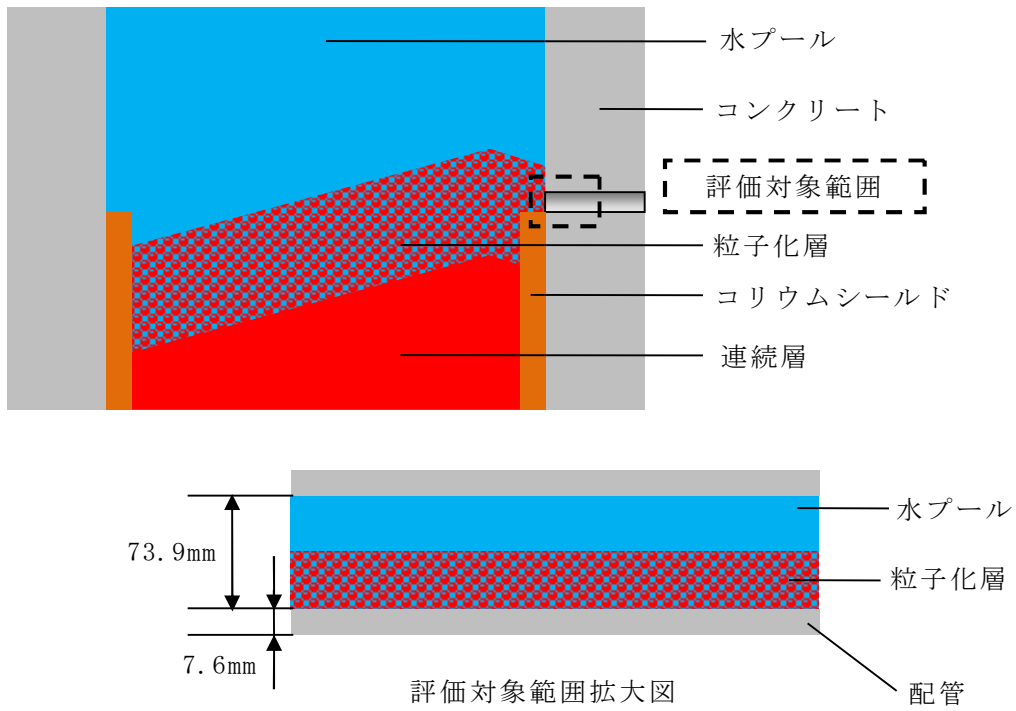 水プール
コンクリート
評価対象範囲
粒子化層
コリウムシールド
連続層
水プール
73.9mm
粒子化層
7.6mm
評価対象範囲拡大図
配管